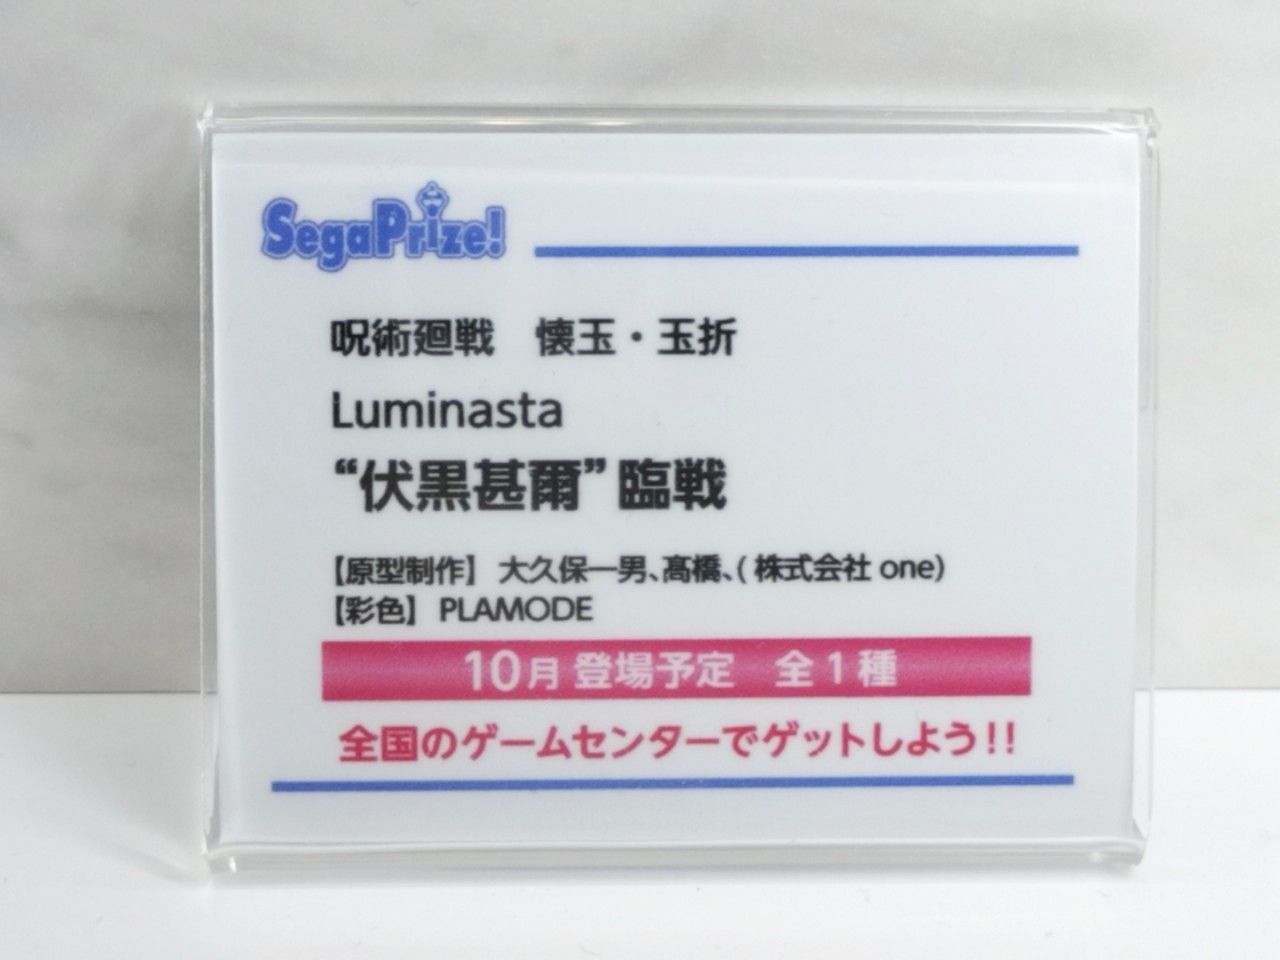 SegaPrize!
呪術廻戦　懐玉・玉折
Luminasta
“伏黒甚爾”臨戦
【原型制作】 大久保一男、髙橋、( 株式会社 one)
【彩色】 PLAMODE
10月 登場予定　全1種
全国のゲームセンターでゲットしよう!!